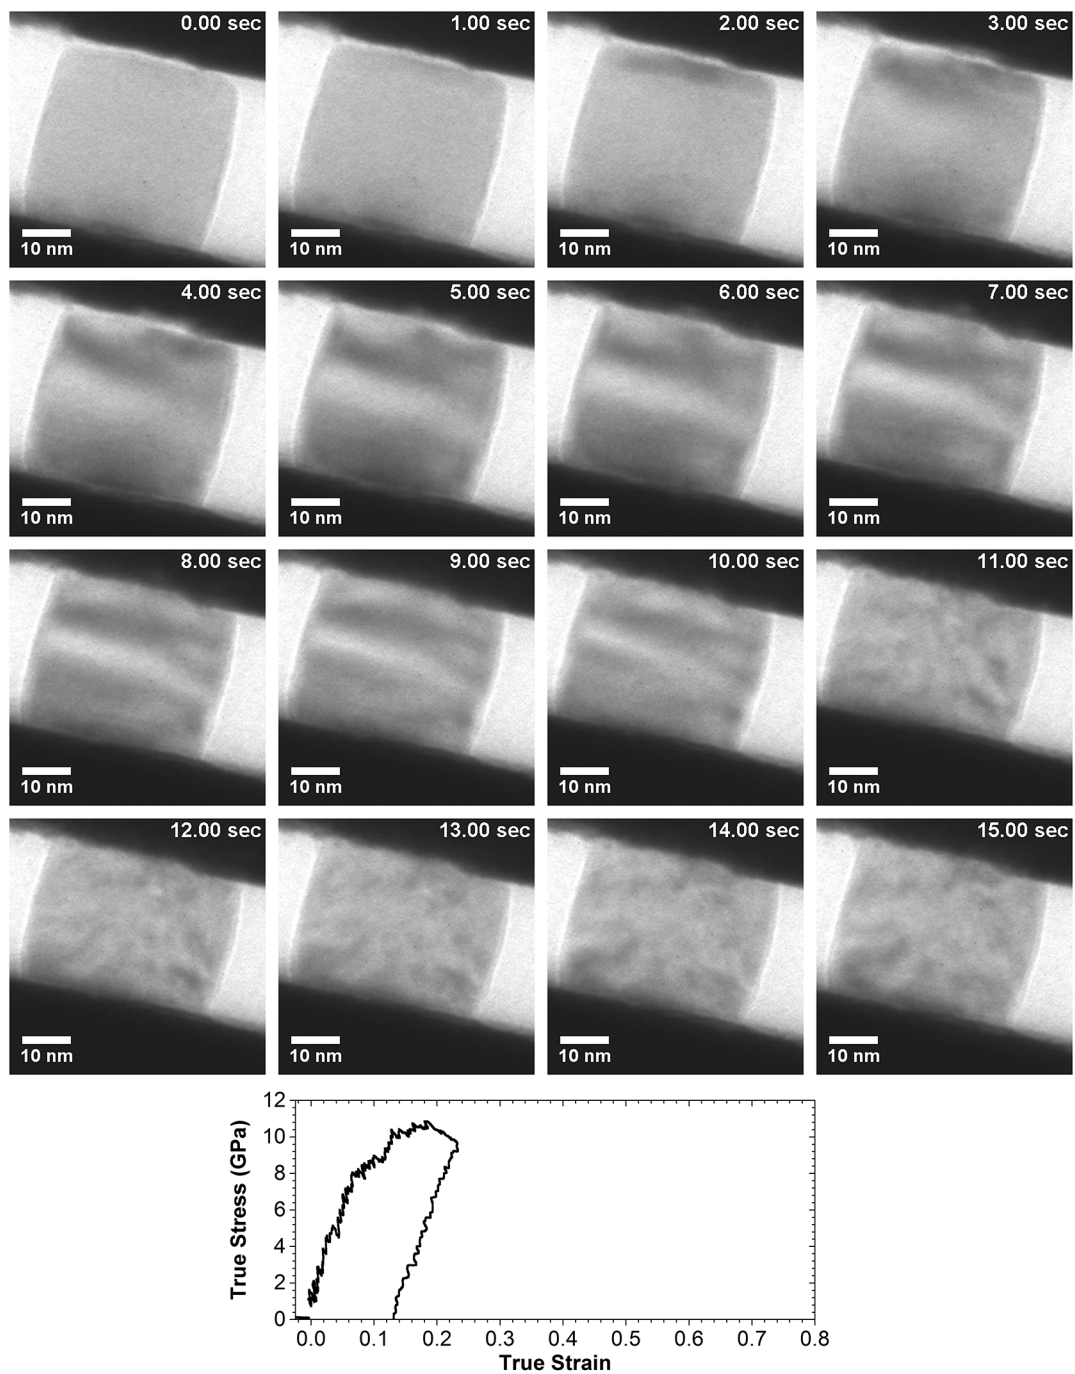 0.00 sec 1.00 sec 2.00 sec 3.00 sec
10 nm 10 nm 10 nm 10 nm
4.00 sec 5.00 sec 6.00 sec 7.00 sec
10 nm 10 nm 10 nm 10 nm
8.00 sec 9.00 sec 10.00 sec 11.00 sec
10 nm 10 nm 10 nm 10 nm
12.00 sec 13.00 sec 14.00 sec 15.00 sec
10 nm 10 nm 10 nm 10 nm
True Stress (GPa)
12
10
8
6
4
2
0
0.0 0.1 0.2 0.3 0.4 0.5 0.6 0.7 0.8
True Strain